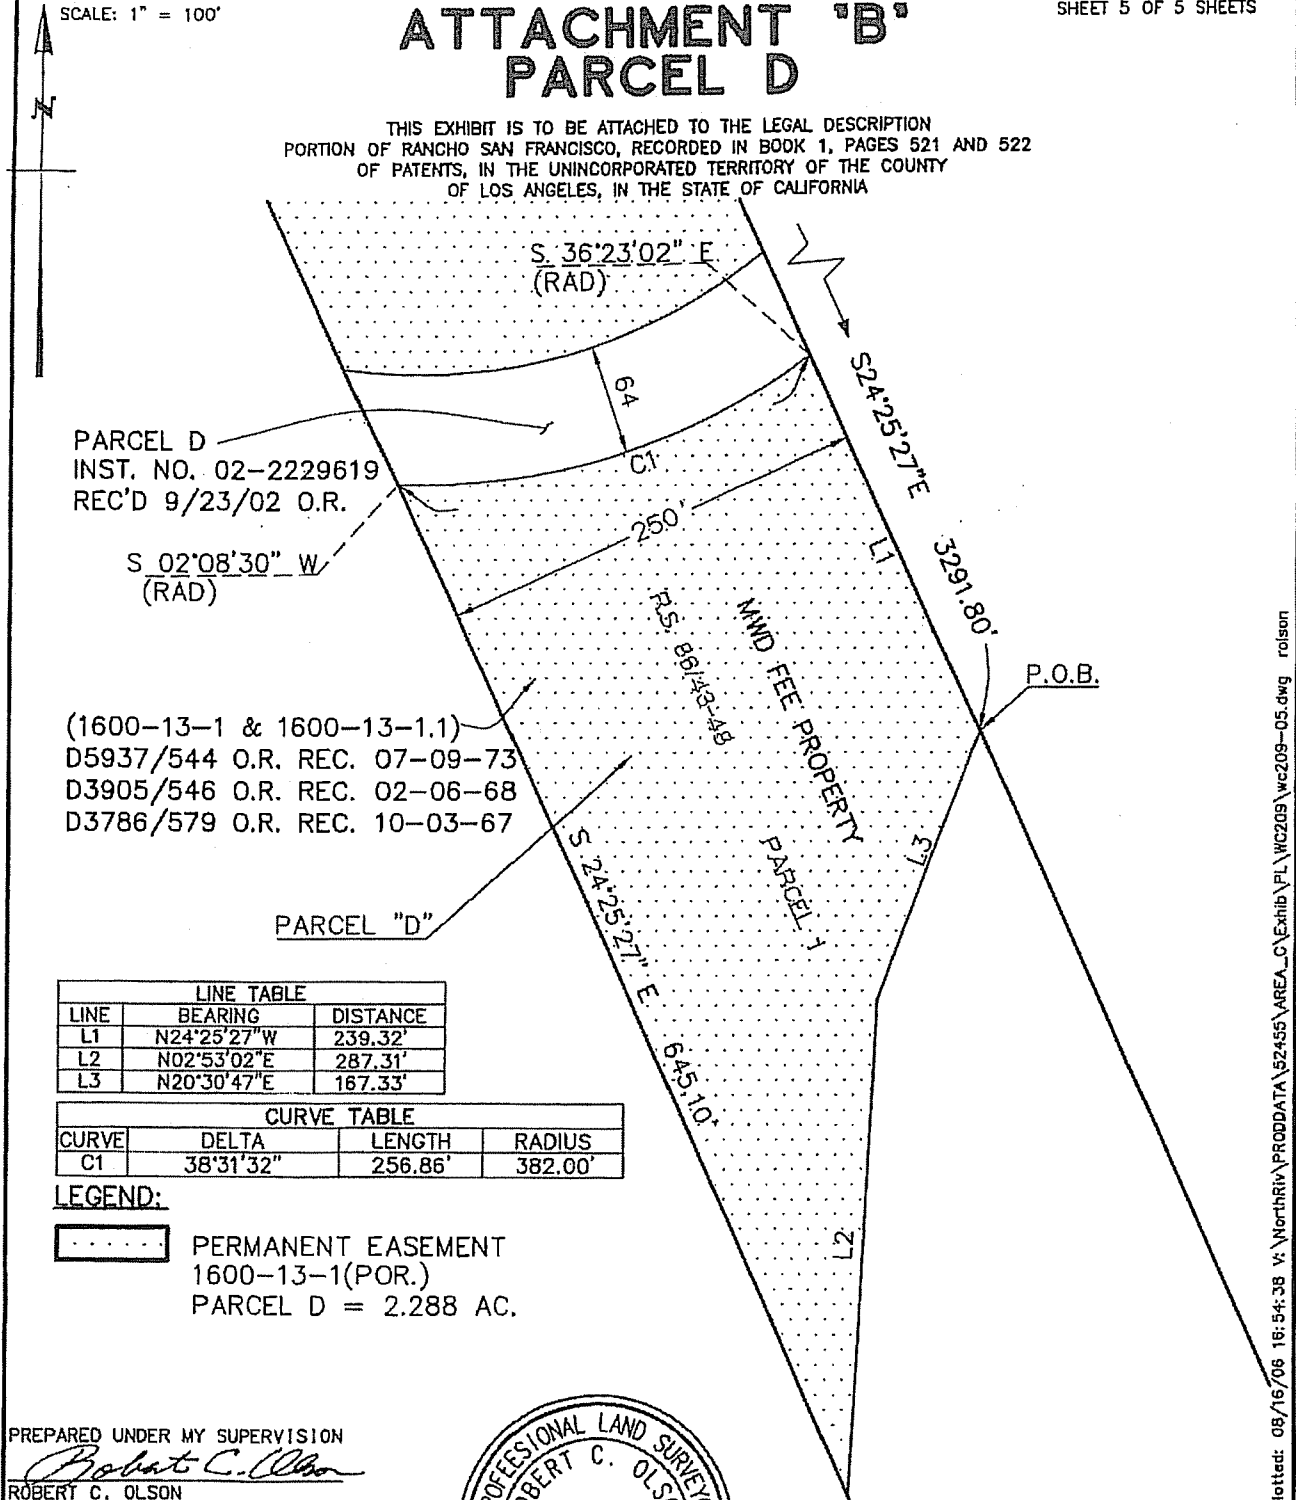 SCALE: 1" = 100'
SHEET 5 OF 5 SHEETS
ATTACHMENT "B"
PARCEL D
N
THIS EXHIBIT IS TO BE ATTACHED TO THE LEGAL DESCRIPTION
PORTION OF RANCHO SAN FRANCISCO, RECORDED IN BOOK 1, PAGES 521 AND 522
OF PATENTS, IN THE UNINCORPORATED TERRITORY OF THE COUNTY
OF LOS ANGELES, IN THE STATE OF CALIFORNIA
S 36°23'02" E
(RAD)
64
S24°25'27"E
3291.80'
PARCEL D
INST. NO. 02-2229619
REC'D 9/23/02 O.R.
C1
250'
S 02°08'30" W
(RAD)
L1
R.S. 86/43-48
MWD FEE PROPERTY
PARCEL 1
P.O.B.
(1600-13-1 & 1600-13-1.1)
D5937/544 O.R. REC. 07-09-73
D3905/546 O.R. REC. 02-06-68
D3786/579 O.R. REC. 10-03-67
L3
S 24°25'27" E
645.10'
PARCEL "D"
LINE TABLE
LINE BEARING DISTANCE
L1 N24°25'27"W 239.32'
L2 N02°53'02"E 287.31'
L3 N20°30'47"E 167.33'
CURVE TABLE
CURVE DELTA LENGTH RADIUS
C1 38°31'32" 256.86' 382.00'
LEGEND:
PERMANENT EASEMENT
1600-13-1(POR.)
PARCEL D = 2.288 AC.
L2
PREPARED UNDER MY SUPERVISION
Robert C. Olson
ROBERT C. OLSON
OFEESIONAL LAND SURVEYO
OBERT C. OLSO
lotted: 08/16/06 16:54:38 V:\NorthRiv\PRODDATA\52455\AREA_C\Exhib\PL\WC209\wc209-05.dwg rolson